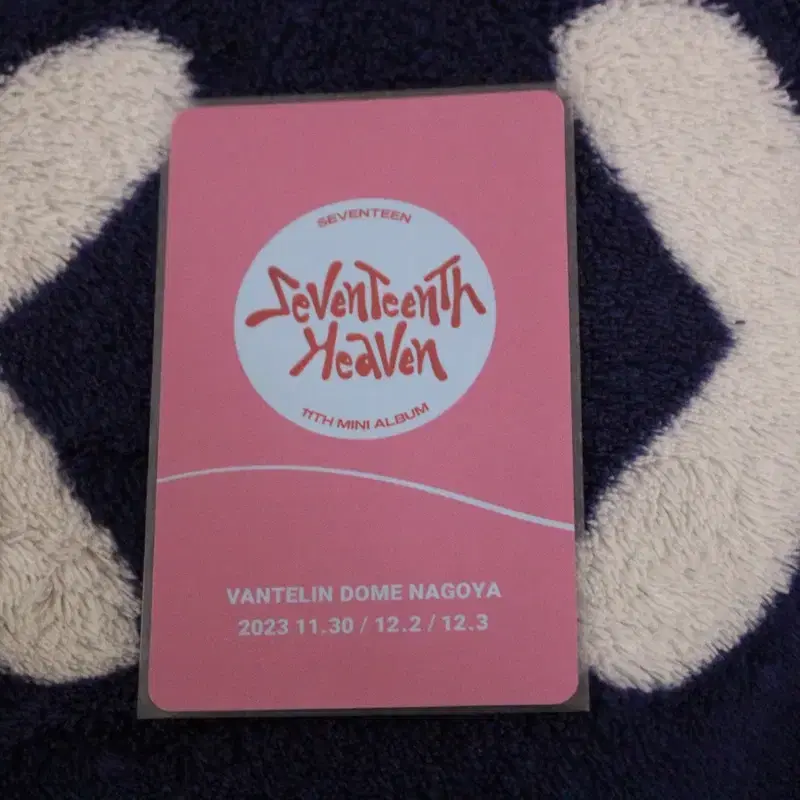 SEVENTEEN
SEVENTEENTH
HEAVEN
11TH MINI ALBUM
VANTELIN DOME NAGOYA
2023 11.30 / 12.2 / 12.3